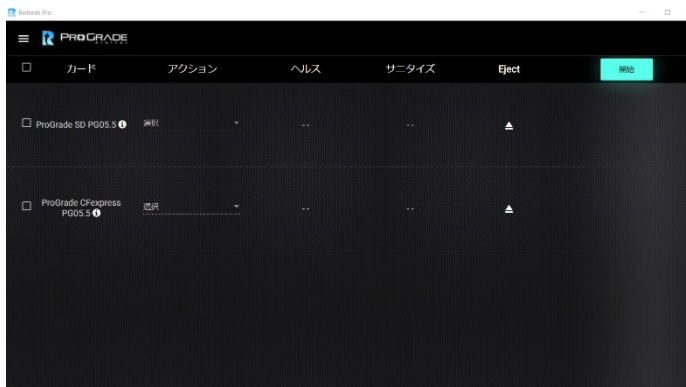 Refresh Pro
PROGRADE
DIGITAL
カード アクション ヘルス サニタイズ Eject 開始
ProGrade SD PG05.5 選択 -- --
ProGrade CFexpress
PG05.5 選択 -- --